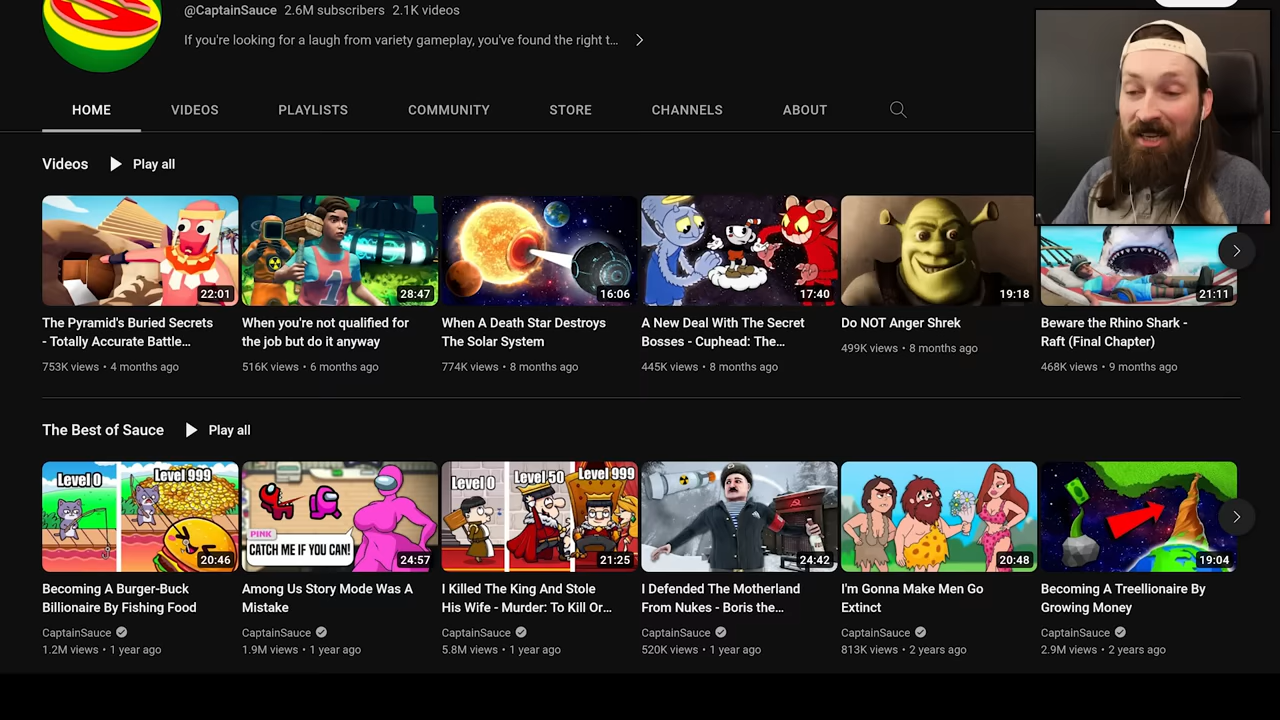 @CaptainSauce 2.6M subscribers 2.1K videos
If you're looking for a laugh from variety gameplay, you've found the right t...
HOME VIDEOS PLAYLISTS COMMUNITY STORE CHANNELS ABOUT
Videos Play all
22:01 28:47 16:06 17:40 19:18 21:11
The Pyramid's Buried Secrets
- Totally Accurate Battle...
753K views • 4 months ago
When you're not qualified for
the job but do it anyway
516K views • 6 months ago
When A Death Star Destroys
The Solar System
774K views • 8 months ago
A New Deal With The Secret
Bosses - Cuphead: The...
445K views • 8 months ago
Do NOT Anger Shrek
499K views • 8 months ago
Beware the Rhino Shark -
Raft (Final Chapter)
468K views • 9 months ago
The Best of Sauce Play all
Level 0 Level 999
20:46
PINK
CATCH ME IF YOU CAN!
24:57
Level 0 Level 50 Level 999
21:25
24:42
20:48
19:04
Becoming A Burger-Buck
Billionaire By Fishing Food
CaptainSauce
1.2M views • 1 year ago
Among Us Story Mode Was A
Mistake
CaptainSauce
1.9M views • 1 year ago
I Killed The King And Stole
His Wife - Murder: To Kill Or...
CaptainSauce
5.8M views • 1 year ago
I Defended The Motherland
From Nukes - Boris the...
CaptainSauce
520K views • 1 year ago
I'm Gonna Make Men Go
Extinct
CaptainSauce
813K views • 2 years ago
Becoming A Treellionaire By
Growing Money
CaptainSauce
2.9M views • 2 years ago